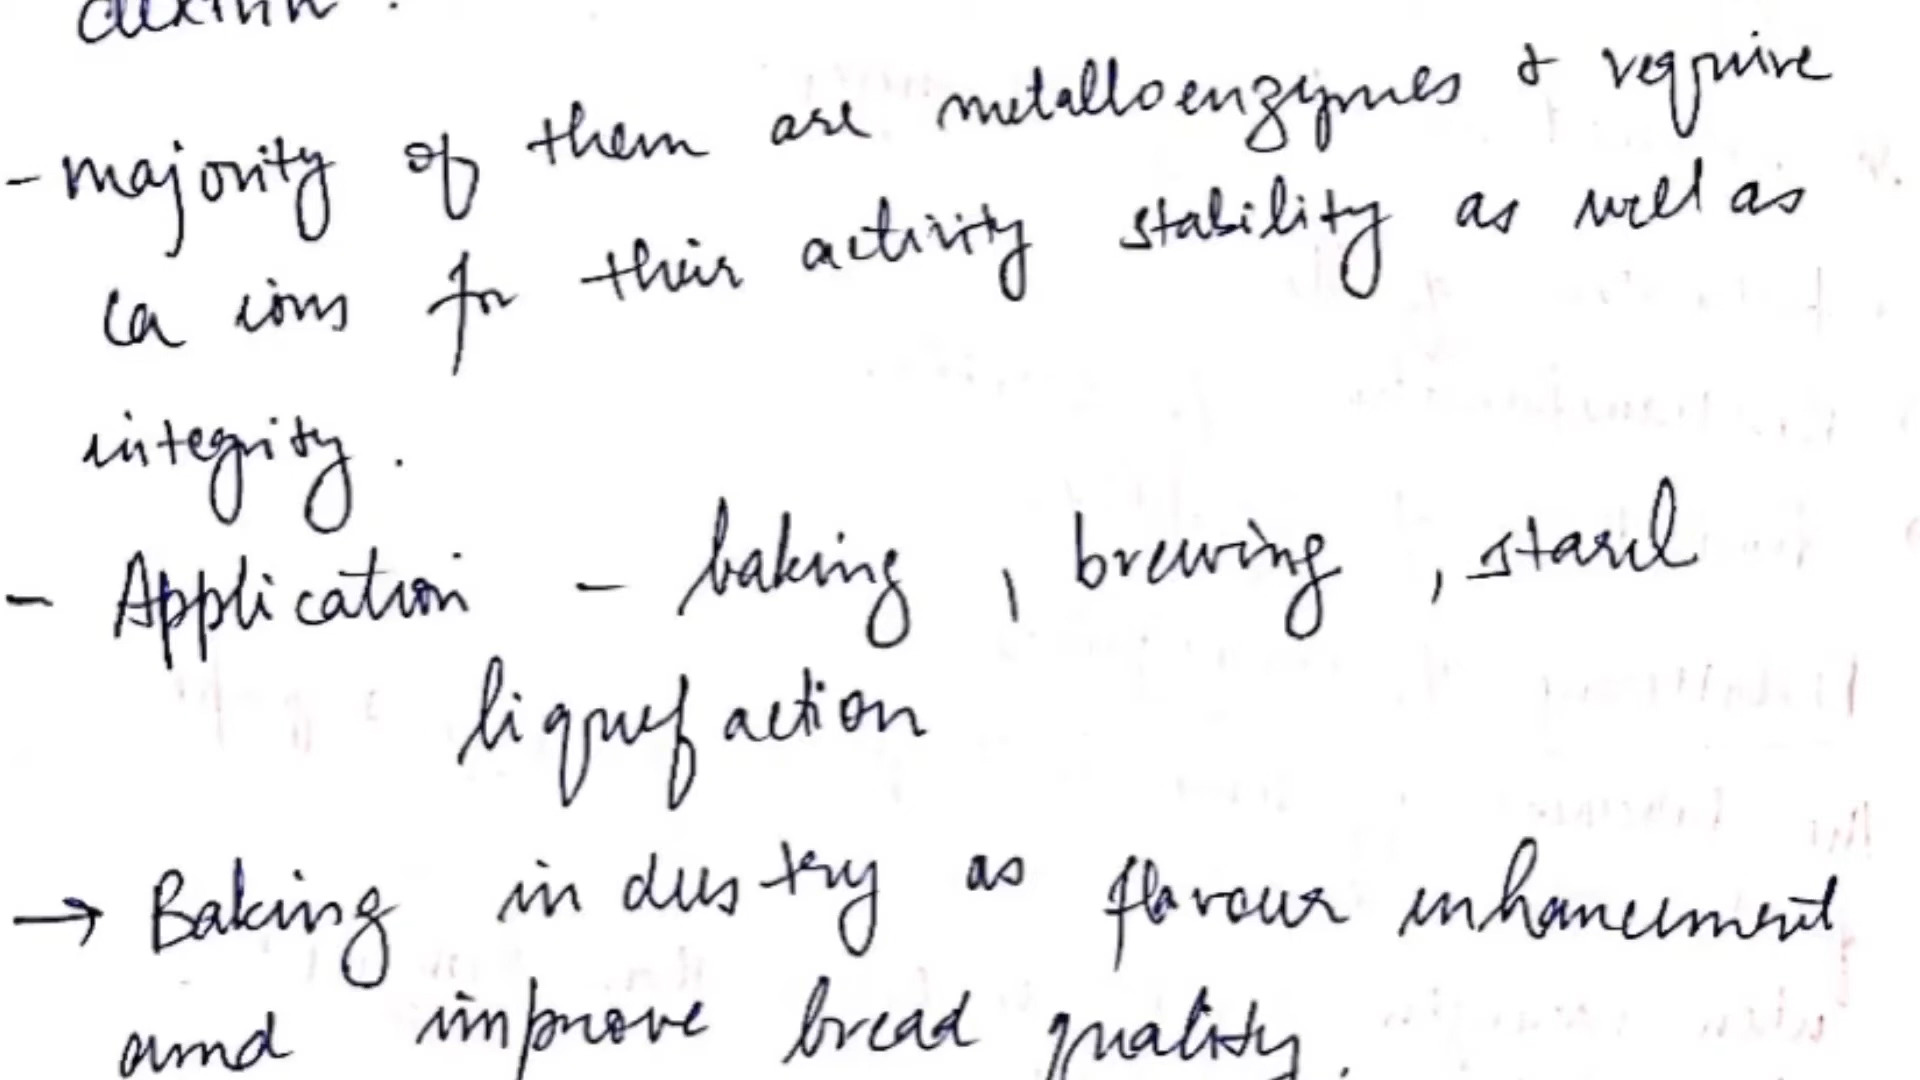 dextrin.
- majority of them are metalloenzymes & require
ca ions for their activity stability as well as
integrity.
- Application - baking, brewing, starch
liquefaction
→ Baking industry as flavour enhancement
and improve bread quality.